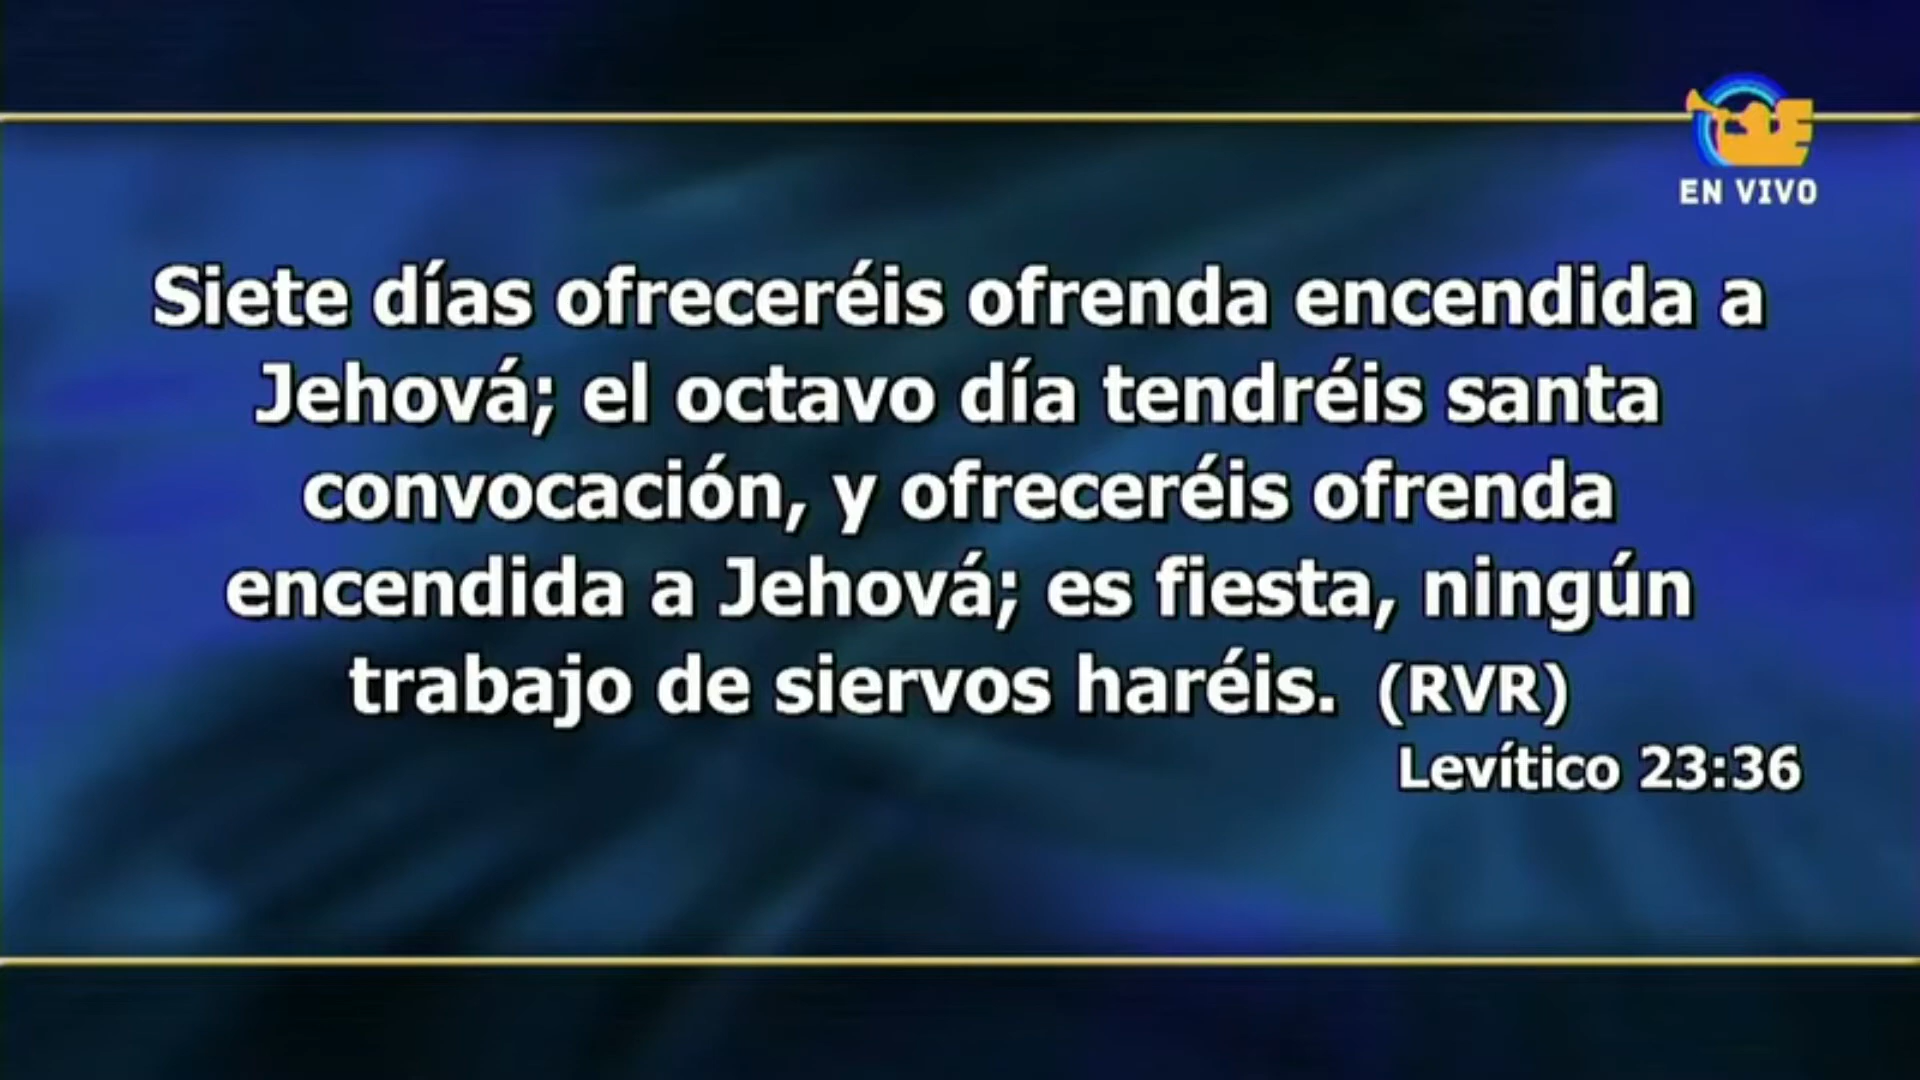 EN VIVO
Siete días ofreceréis ofrenda encendida a
Jehová; el octavo día tendréis santa
convocación, y ofreceréis ofrenda
encendida a Jehová; es fiesta, ningún
trabajo de siervos haréis. (RVR)
Levítico 23:36